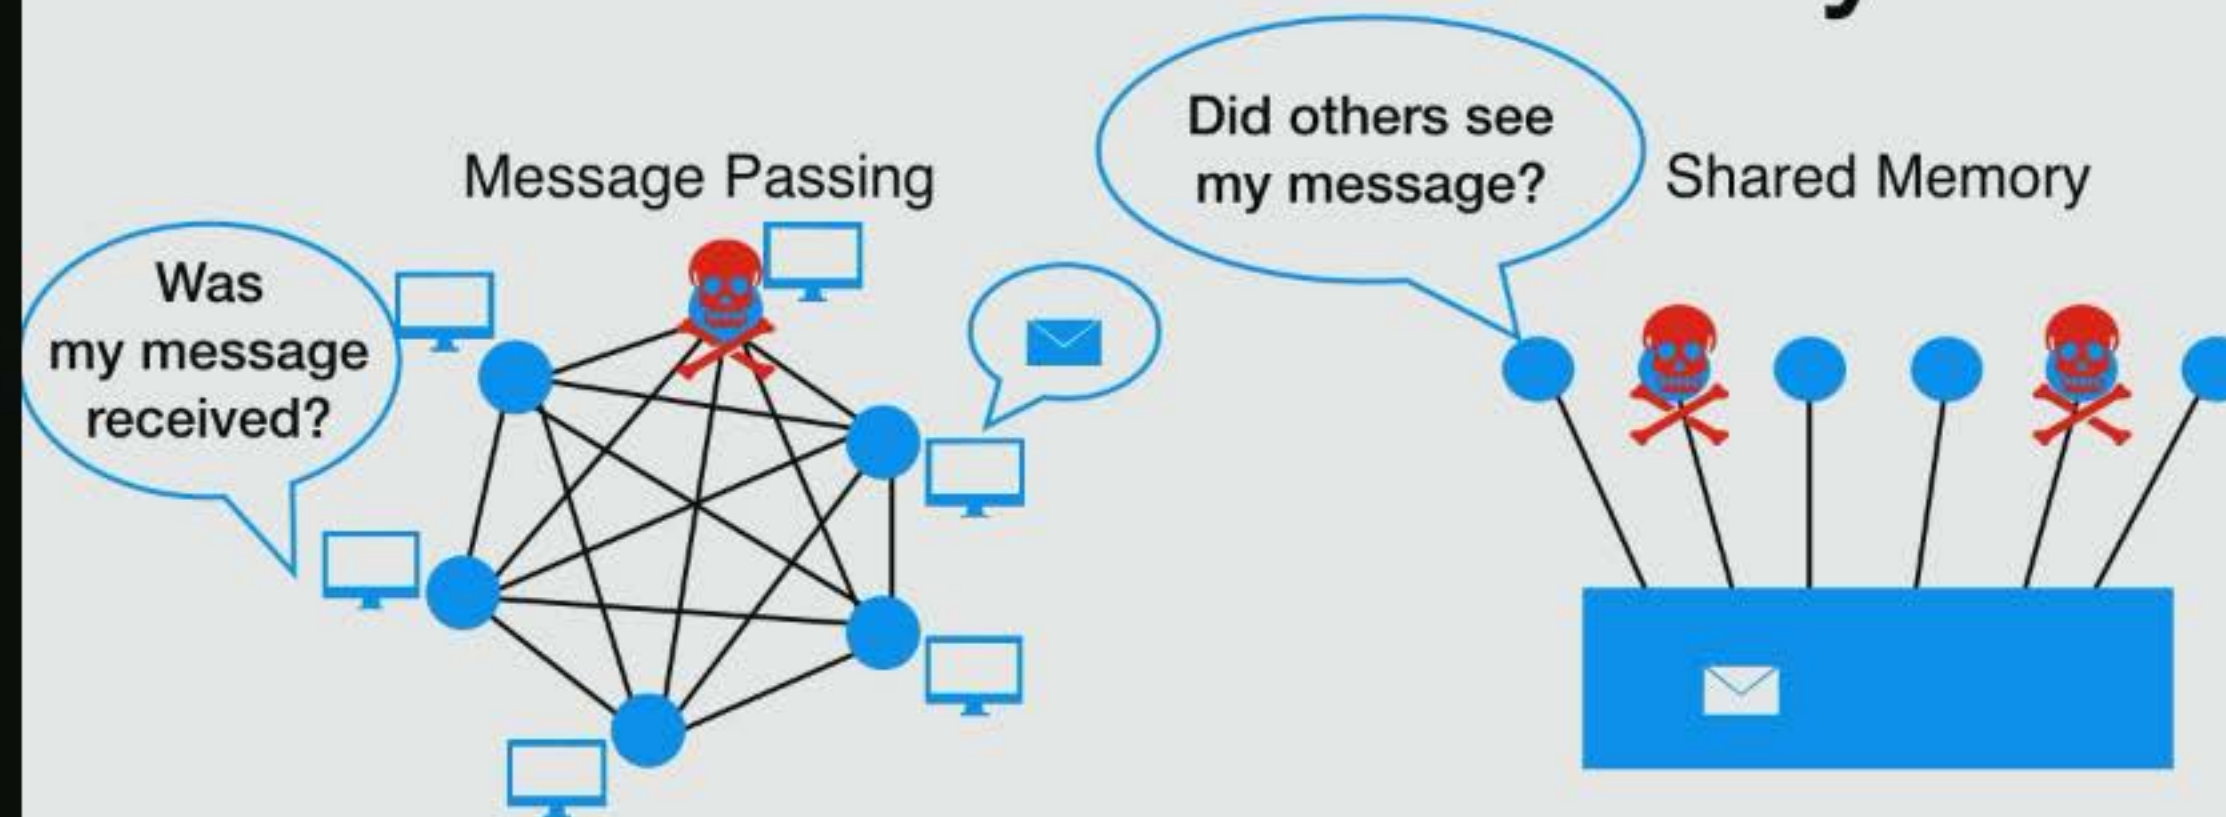 Message Passing
Was
my message
received?
Did others see
my message?
Shared Memory